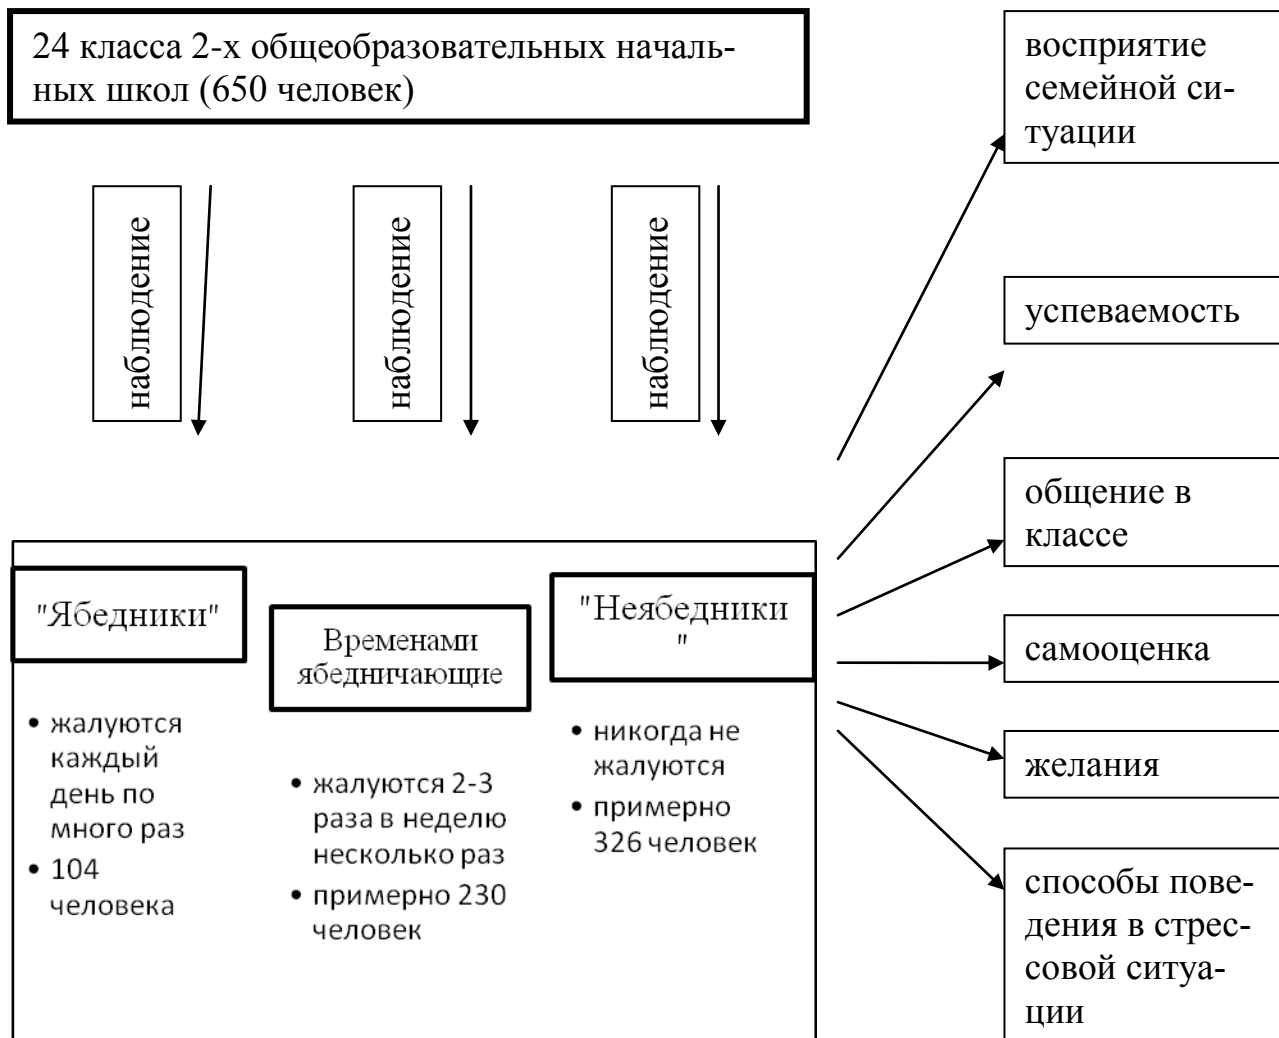 24 класса 2-х общеобразовательных началь-
ных школ (650 человек)
наблюдение
наблюдение
наблюдение
"Ябедники"
• жалуются
каждый
день по
много раз
• 104
человека
Временами
ябедничающие
• жалуются 2-3
раза в неделю
несколько раз
• примерно 230
человек
"Неябедники
"
• никогда не
жалуются
• примерно
326 человек
восприятие
семейной си-
туации
успеваемость
общение в
классе
самооценка
желания
способы пове-
дения в стрес-
совой ситуа-
ции